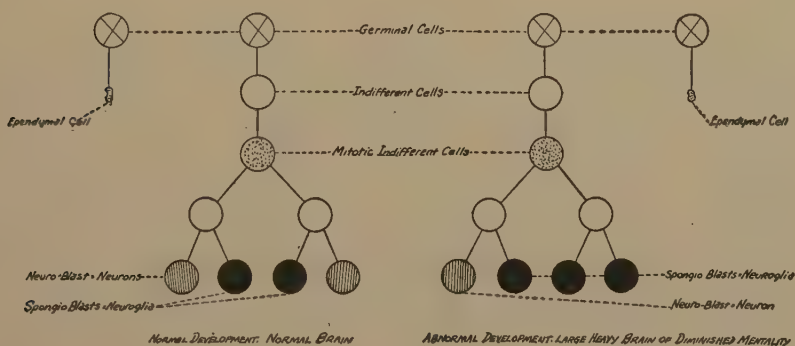 Germinal Cells
Indifferent Cells
Ependymal Cell
Ependymal Cell
Mitotic Indifferent Cells
Neuro-Blast=Neurons
Spongio Blasts=Neuroglia
Spongio Blasts=Neuroglia
Neuro-Blast=Neuron
NORMAL DEVELOPMENT: NORMAL BRAIN
ABNORMAL DEVELOPMENT: LARGE HEAVY BRAIN OF DIMINISHED MENTALITY